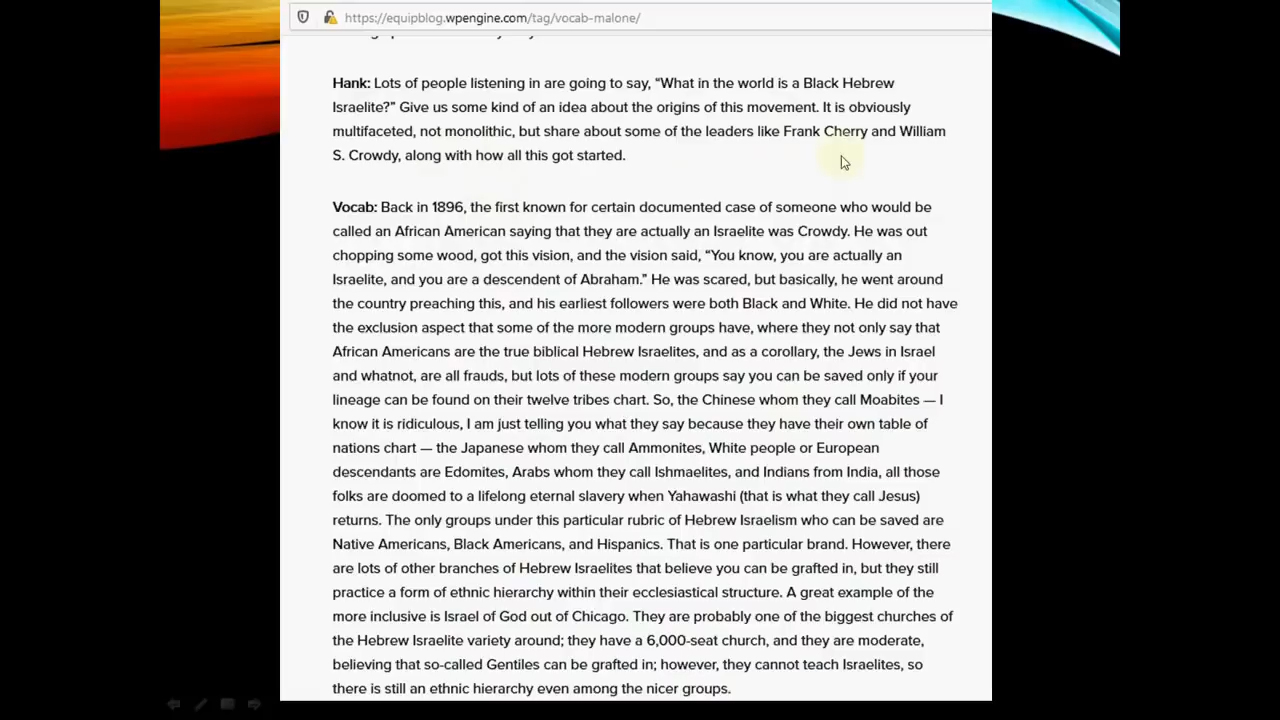 https://equipblog.wpengine.com/tag/vocab-malone/
Hank: Lots of people listening in are going to say, “What in the world is a Black Hebrew
Israelite?” Give us some kind of an idea about the origins of this movement. It is obviously
multifaceted, not monolithic, but share about some of the leaders like Frank Cherry and William
S. Crowdy, along with how all this got started.
Vocab: Back in 1896, the first known for certain documented case of someone who would be
called an African American saying that they are actually an Israelite was Crowdy. He was out
chopping some wood, got this vision, and the vision said, “You know, you are actually an
Israelite, and you are a descendent of Abraham.” He was scared, but basically, he went around
the country preaching this, and his earliest followers were both Black and White. He did not have
the exclusion aspect that some of the more modern groups have, where they not only say that
African Americans are the true biblical Hebrew Israelites, and as a corollary, the Jews in Israel
and whatnot, are all frauds, but lots of these modern groups say you can be saved only if your
lineage can be found on their twelve tribes chart. So, the Chinese whom they call Moabites — I
know it is ridiculous, I am just telling you what they say because they have their own table of
nations chart — the Japanese whom they call Ammonites, White people or European
descendants are Edomites, Arabs whom they call Ishmaelites, and Indians from India, all those
folks are doomed to a lifelong eternal slavery when Yahawashi (that is what they call Jesus)
returns. The only groups under this particular rubric of Hebrew Israelism who can be saved are
Native Americans, Black Americans, and Hispanics. That is one particular brand. However, there
are lots of other branches of Hebrew Israelites that believe you can be grafted in, but they still
practice a form of ethnic hierarchy within their ecclesiastical structure. A great example of the
more inclusive is Israel of God out of Chicago. They are probably one of the biggest churches of
the Hebrew Israelite variety around; they have a 6,000-seat church, and they are moderate,
believing that so-called Gentiles can be grafted in; however, they cannot teach Israelites, so
there is still an ethnic hierarchy even among the nicer groups.